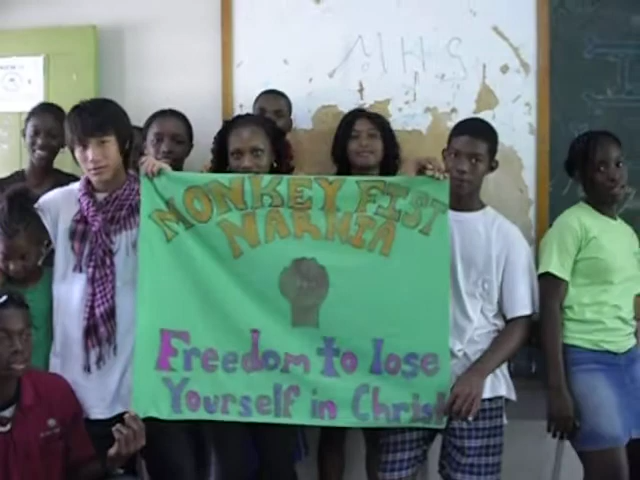 MHS
MONKEY FIST
NARNIA
Freedom to lose
Yourself in Christ